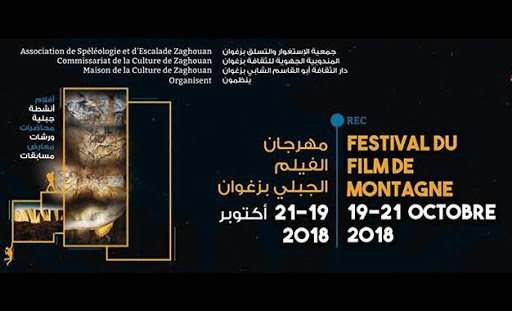 Association de Spéléologie et d'Escalade Zaghouan
Commissariat de la Culture de Zaghouan
Maison de la Culture de Zaghouan
Organisent
جمعية الإستغوار والتسلق بزغوان
المندوبية الجهوية للثقافة بزغوان
دار الثقافة أبو القاسم الشابي بزغوان
ينظمون
أفلام
أنشطة
جبلية
محاضرات
ورشات
معارض
مسابقات
REC
مهرجان
الفيلم
الجبلي بزغوان
19-21 أكتوبر
2018
FESTIVAL DU
FILM DE
MONTAGNE
19-21 OCTOBRE
2018